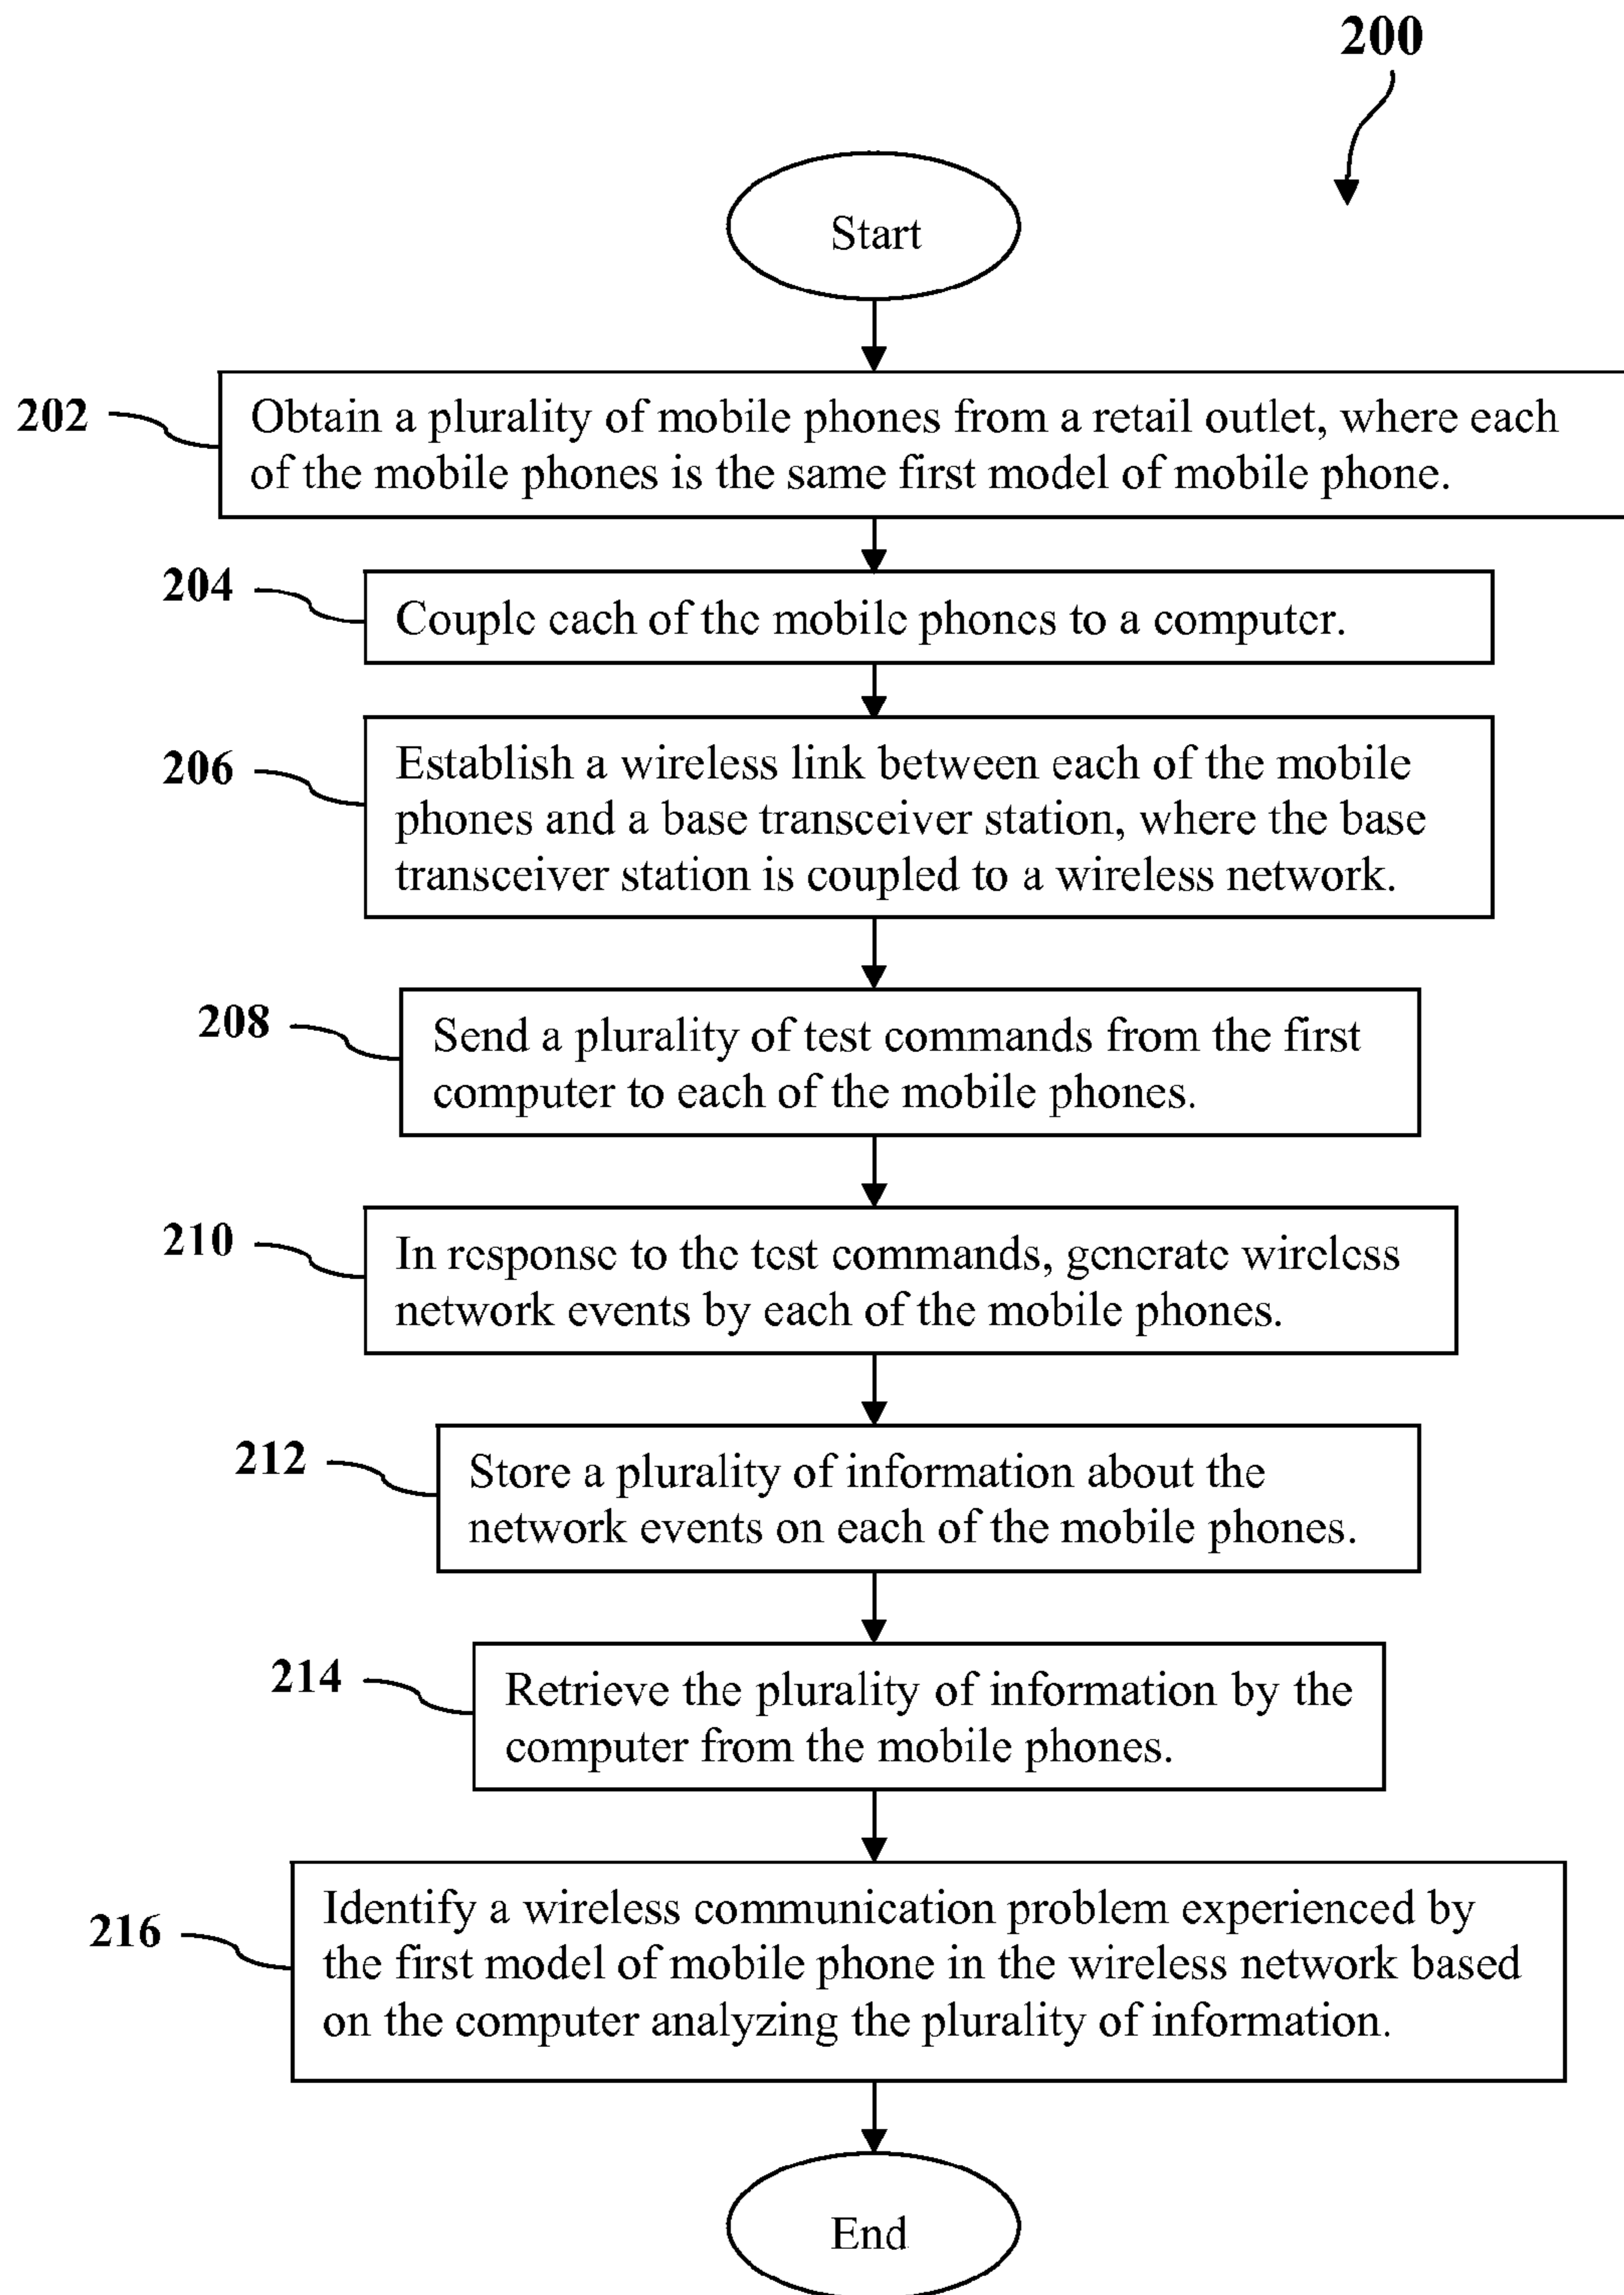 200
Start
202
Obtain a plurality of mobile phones from a retail outlet, where each
of the mobile phones is the same first model of mobile phone.
204
Couple each of the mobile phones to a computer.
206
Establish a wireless link between each of the mobile
phones and a base transceiver station, where the base
transceiver station is coupled to a wireless network.
208
Send a plurality of test commands from the first
computer to each of the mobile phones.
210
In response to the test commands, generate wireless
network events by each of the mobile phones.
212
Store a plurality of information about the
network events on each of the mobile phones.
214
Retrieve the plurality of information by the
computer from the mobile phones.
216
Identify a wireless communication problem experienced by
the first model of mobile phone in the wireless network based
on the computer analyzing the plurality of information.
End